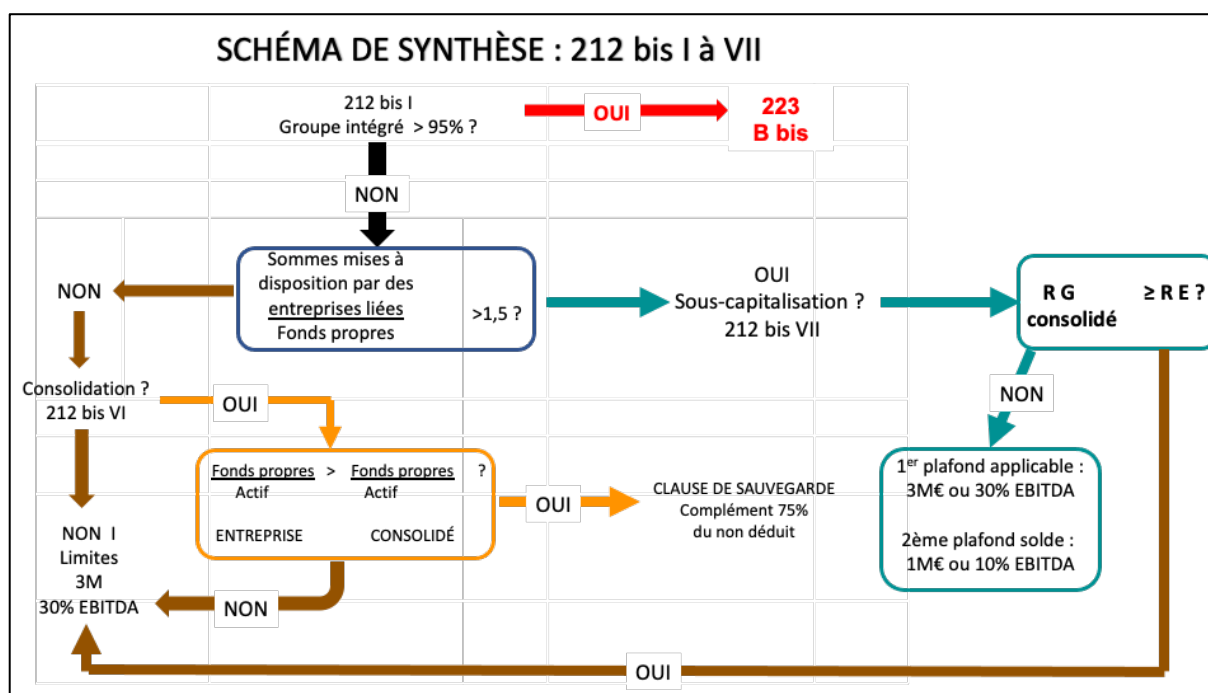 SCHÉMA DE SYNTHÈSE : 212 bis I à VII
212 bis I
Groupe intégré > 95% ?
OUI
223
B bis
NON
Sommes mises à
disposition par des
entreprises liées
Fonds propres
>1,5 ?
NON
OUI
Sous-capitalisation ?
212 bis VII
R G ≥ R E ?
consolidé
Consolidation ?
212 bis VI
OUI
NON
Fonds propres > Fonds propres ?
Actif Actif
ENTREPRISE CONSOLIDÉ
OUI
CLAUSE DE SAUVEGARDE
Complément 75%
du non déduit
1er plafond applicable :
3M€ ou 30% EBITDA
2ème plafond solde :
1M€ ou 10% EBITDA
NON I
Limites
3M
30% EBITDA
NON
OUI